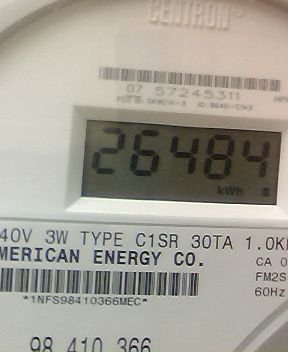 CENTRON
07 57245311
26484
kWh
40V 3W TYPE C1SR 30TA 1.0K
MERICAN ENERGY CO.
CA 0
FM2S
60Hz
*1NFS98410366MEC*
98 410 366